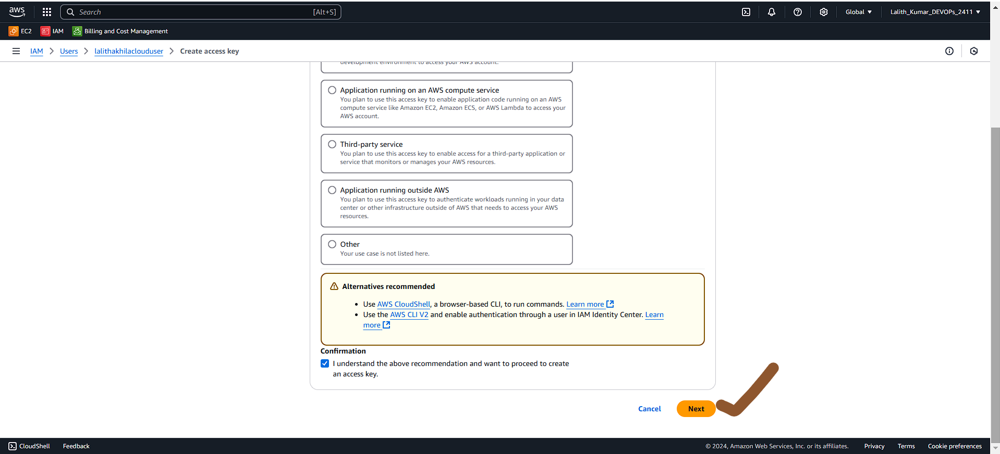 aws
Search [Alt+S]
Global
Lalith_Kumar_DEVOPs_2411
EC2
IAM
Billing and Cost Management
IAM > Users > lalithakhilaclouduser > Create access key
development environment to access your AWS account.
Application running on an AWS compute service
You plan to use this access key to enable application code running on an AWS
compute service like Amazon EC2, Amazon ECS, or AWS Lambda to access your
AWS account.
Third-party service
You plan to use this access key to enable access for a third-party application or
service that monitors or manages your AWS resources.
Application running outside AWS
You plan to use this access key to authenticate workloads running in your data
center or other infrastructure outside of AWS that needs to access your AWS
resources.
Other
Your use case is not listed here.
Alternatives recommended
• Use AWS CloudShell, a browser-based CLI, to run commands. Learn more
• Use the AWS CLI V2 and enable authentication through a user in IAM Identity Center. Learn
more
Confirmation
I understand the above recommendation and want to proceed to create
an access key.
Cancel
Next
CloudShell
Feedback
© 2024, Amazon Web Services, Inc. or its affiliates.
Privacy
Terms
Cookie preferences